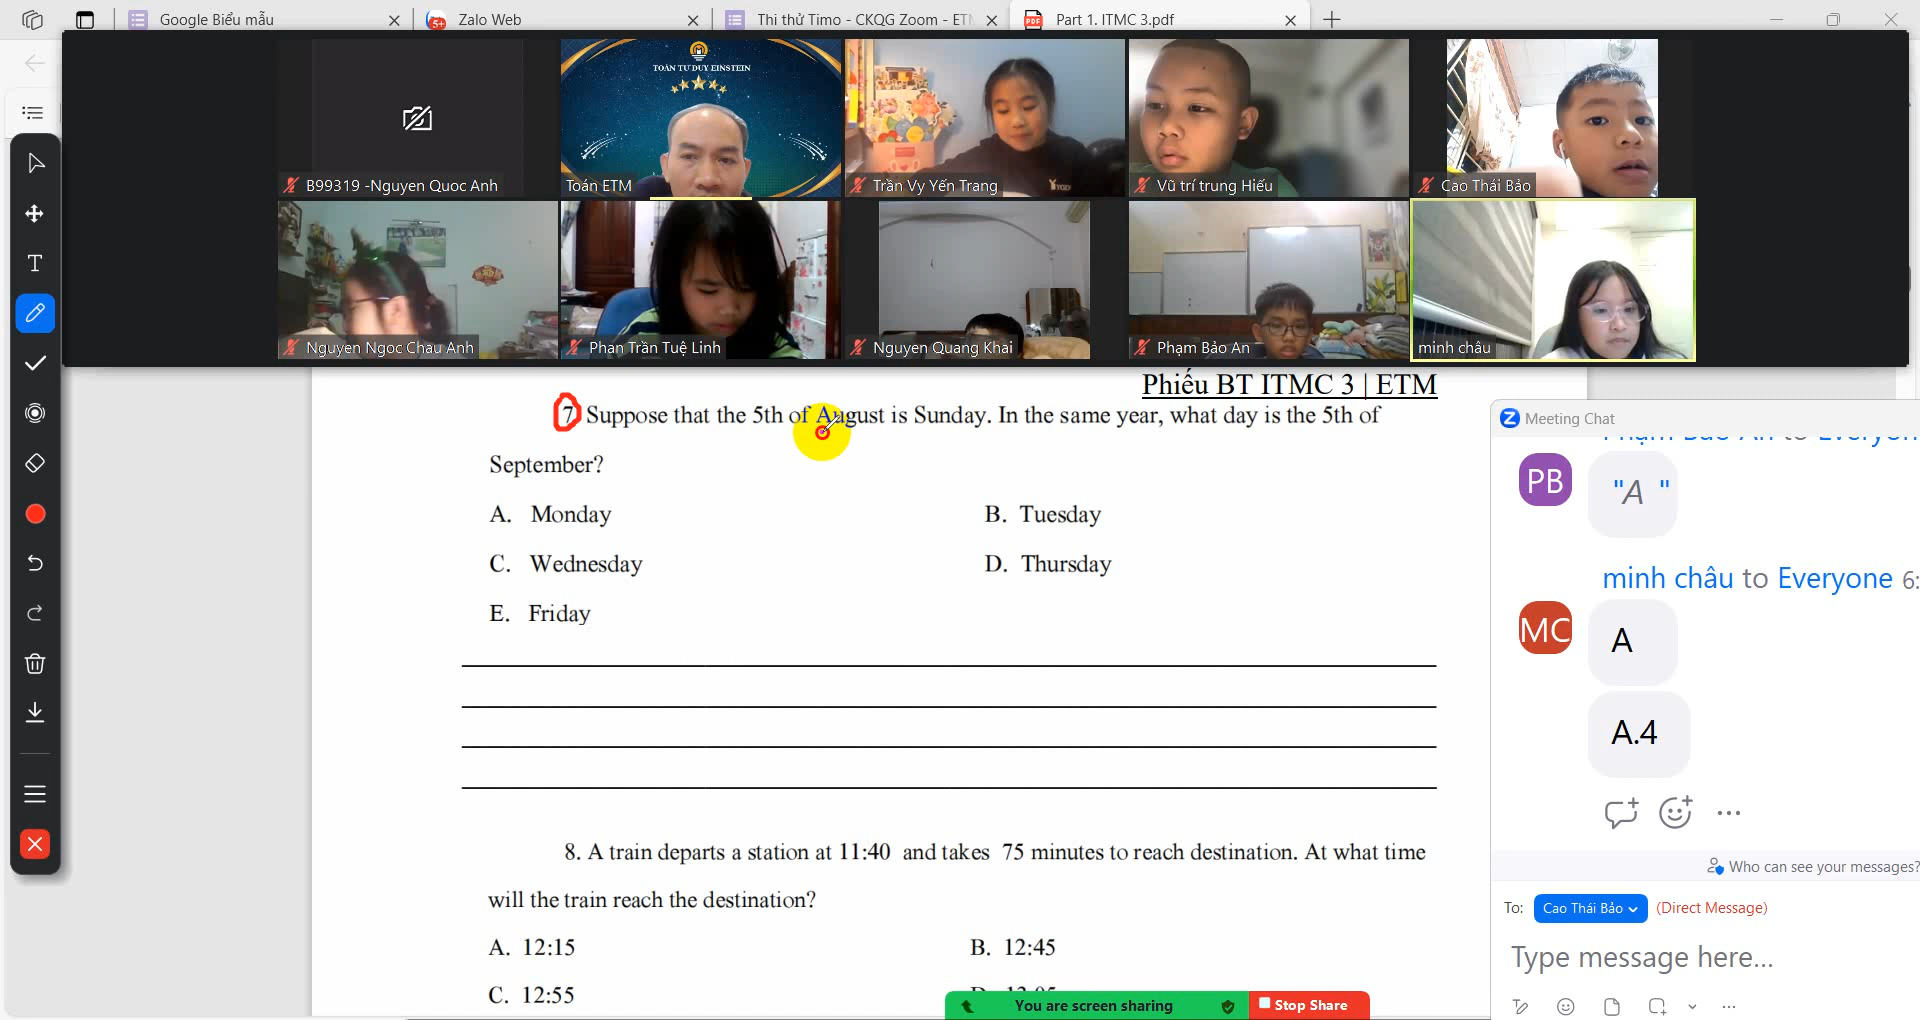 Google Biểu mẫu
5+
Zalo Web
Thi thử Timo - CKQG Zoom - ETM
PDF
Part 1. ITMC 3.pdf
TOÁN TƯ DUY EINSTEIN
B99319 -Nguyen Quoc Anh
Toán ETM
Trần Vy Yến Trang
Vũ trí trung Hiếu
Cao Thái Bảo
Nguyen Ngoc Chau Anh
Phan Trần Tuệ Linh
Nguyen Quang Khai
Phạm Bảo An
minh châu
Phiếu BT ITMC 3 | ETM
7 Suppose that the 5th of August is Sunday. In the same year, what day is the 5th of
September?
A. Monday
B. Tuesday
C. Wednesday
D. Thursday
E. Friday
8. A train departs a station at 11:40 and takes 75 minutes to reach destination. At what time
will the train reach the destination?
A. 12:15
B. 12:45
C. 12:55
You are screen sharing
Stop Share
Meeting Chat
PB
"A "
minh châu to Everyone 6:
MC
A
A.4
Who can see your messages?
To: Cao Thái Bảo (Direct Message)
Type message here...